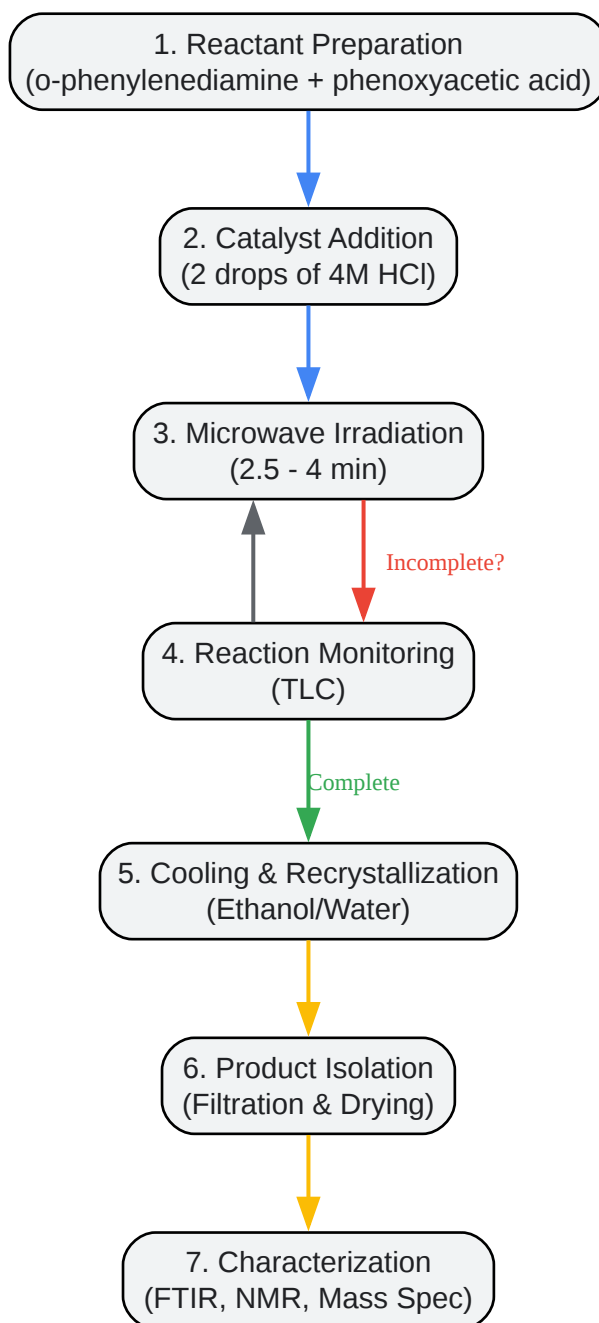 1. Reactant Preparation
(o-phenylenediamine + phenoxyacetic acid)
2. Catalyst Addition
(2 drops of 4M HCl)
3. Microwave Irradiation
(2.5 - 4 min)
Incomplete?
4. Reaction Monitoring
(TLC)
Complete
5. Cooling & Recrystallization
(Ethanol/Water)
6. Product Isolation
(Filtration & Drying)
7. Characterization
(FTIR, NMR, Mass Spec)